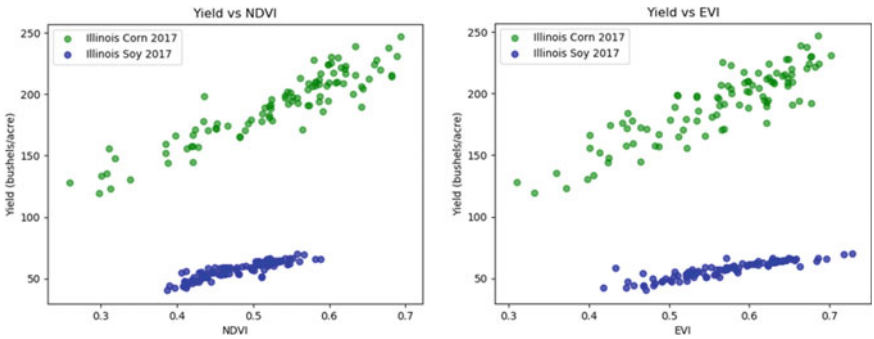 Yield vs NDVI
250
200
150
100
50
Yield (bushels/acre)
Illinois Corn 2017
Illinois Soy 2017
0.3 0.4 0.5 0.6 0.7
NDVI
Yield vs EVI
250
200
150
100
50
Yield (bushels/acre)
Illinois Corn 2017
Illinois Soy 2017
0.3 0.4 0.5 0.6 0.7
EVI